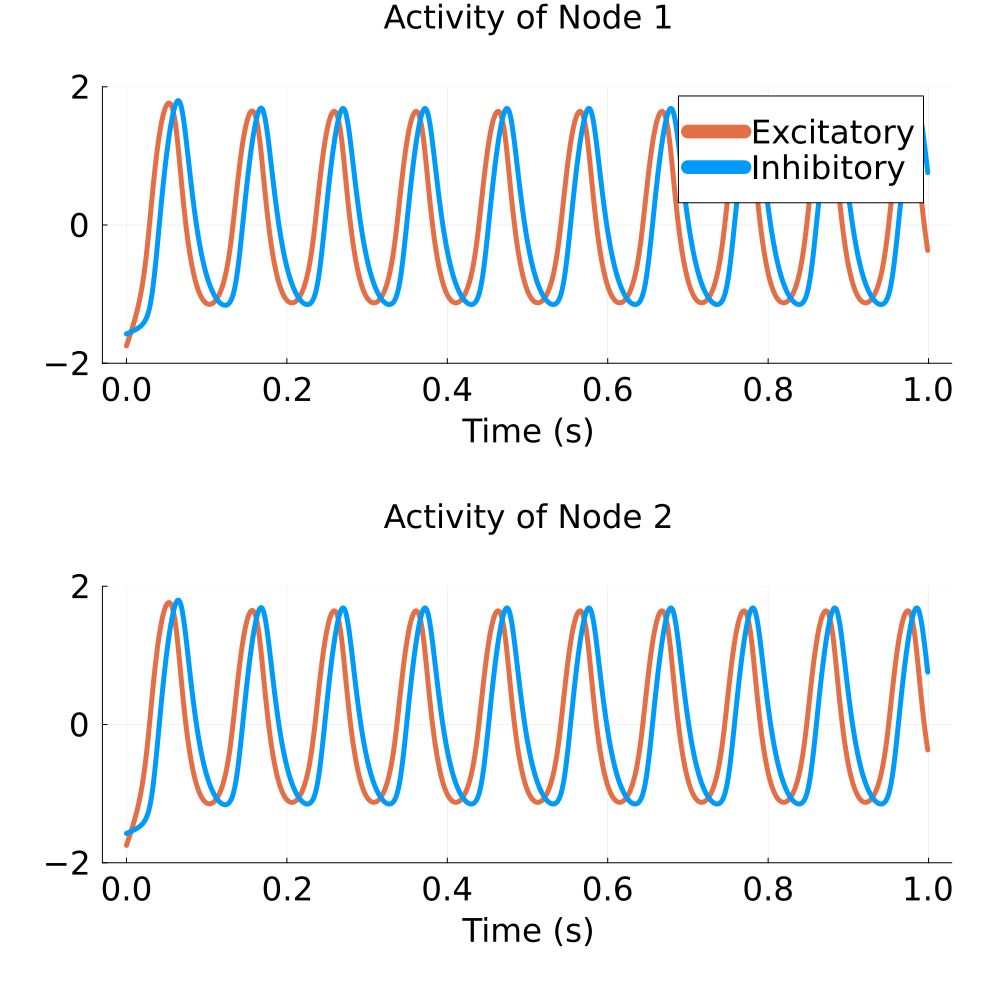 Activity of Node 1
2
0
−2
Excitatory
Inhibitory
0.0 0.2 0.4 0.6 0.8 1.0
Time (s)
Activity of Node 2
2
0
−2
0.0 0.2 0.4 0.6 0.8 1.0
Time (s)